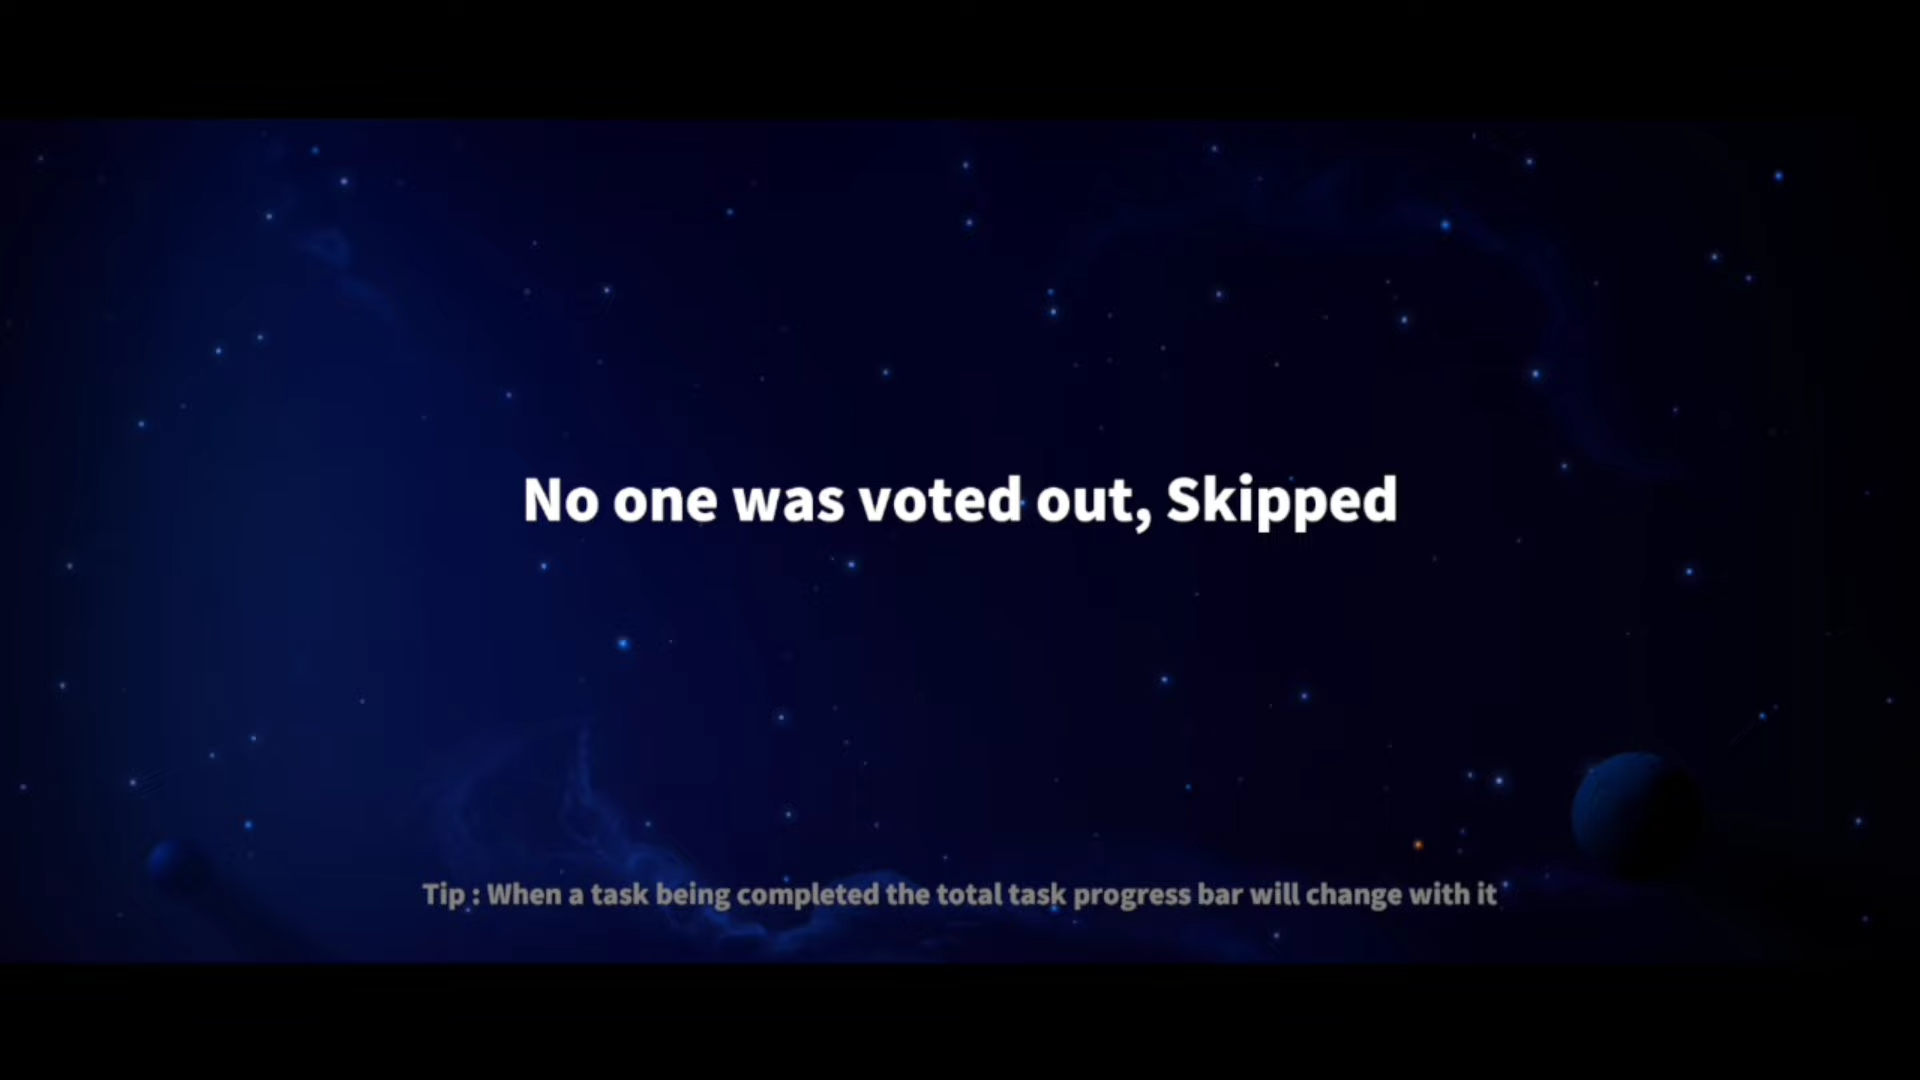 No one was voted out, Skipped
Tip : When a task being completed the total task progress bar will change with it